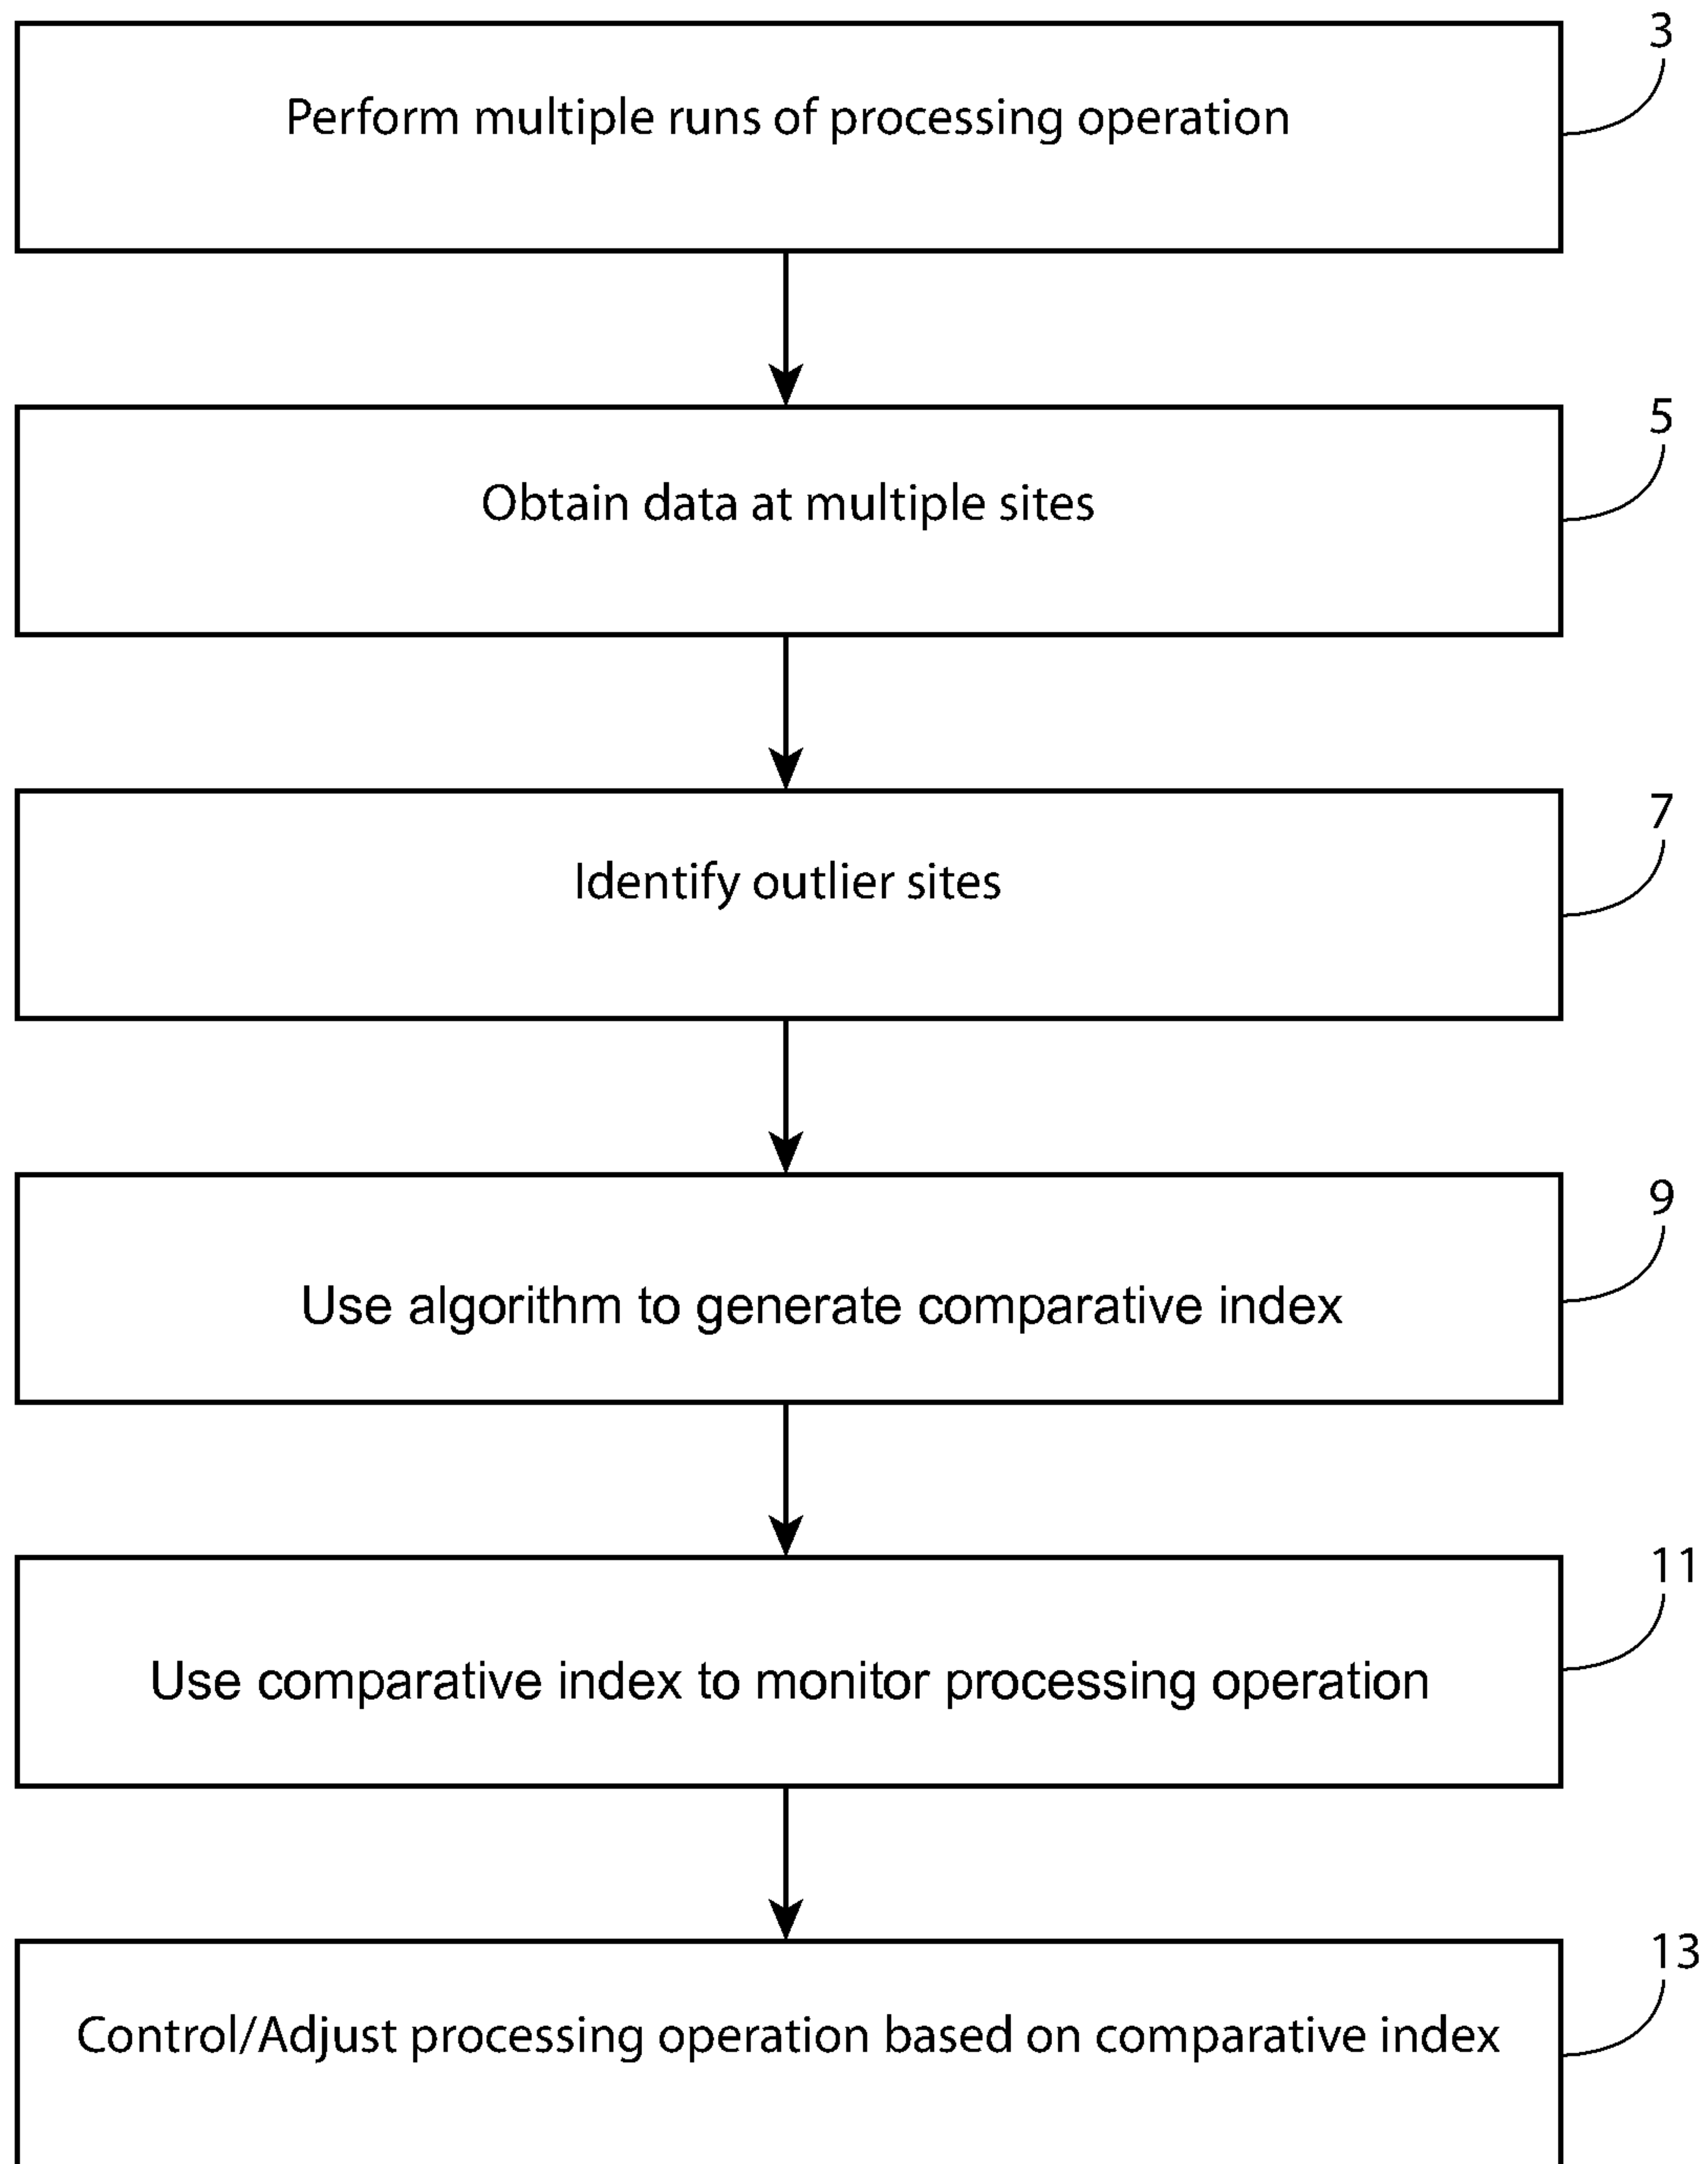 3
Perform multiple runs of processing operation
5
Obtain data at multiple sites
7
Identify outlier sites
9
Use algorithm to generate comparative index
11
Use comparative index to monitor processing operation
13
Control/Adjust processing operation based on comparative index